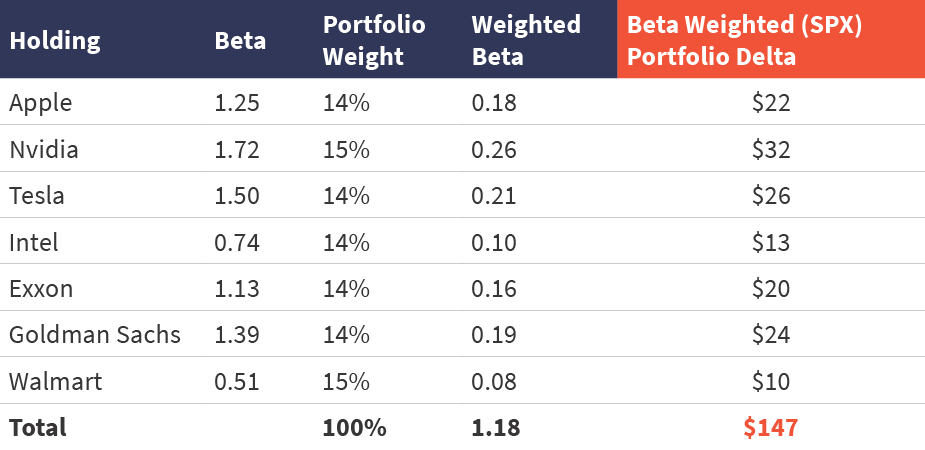 Holding Beta Portfolio Weight Weighted Beta Beta Weighted (SPX) Portfolio Delta
Apple 1.25 14% 0.18 $22
Nvidia 1.72 15% 0.26 $32
Tesla 1.50 14% 0.21 $26
Intel 0.74 14% 0.10 $13
Exxon 1.13 14% 0.16 $20
Goldman Sachs 1.39 14% 0.19 $24
Walmart 0.51 15% 0.08 $10
Total 100% 1.18 $147